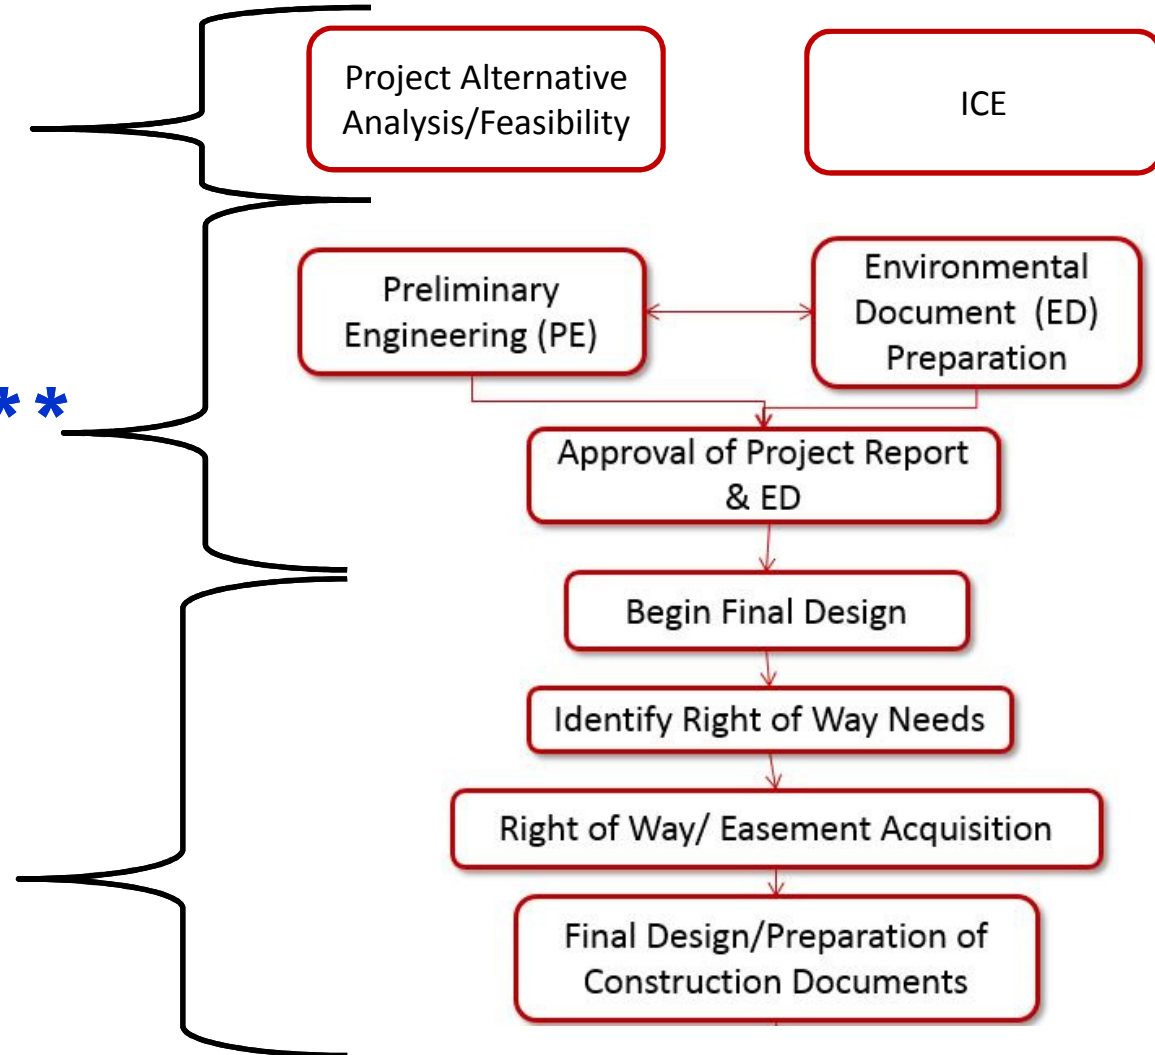 Project Alternative
Analysis/Feasibility
ICE
Preliminary
Engineering (PE)
Environmental
Document (ED)
Preparation
**
Approval of Project Report
& ED
Begin Final Design
Identify Right of Way Needs
Right of Way/ Easement Acquisition
Final Design/Preparation of
Construction Documents